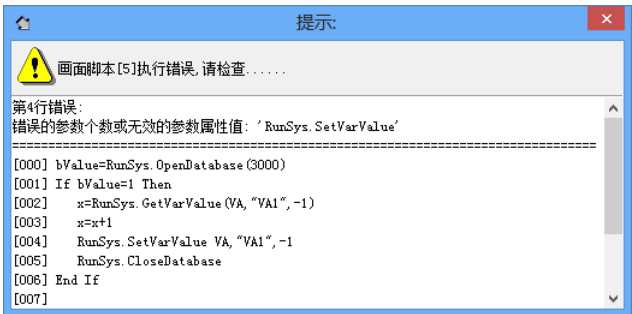 提示:
画面脚本[5]执行错误,请检查......
第4行错误:
错误的参数个数或无效的参数属性值: 'RunSys.SetVarValue'
================================================================================
[000] bValue=RunSys.OpenDatabase(3000)
[001] If bValue=1 Then
[002]    x=RunSys.GetVarValue(VA,"VA1",-1)
[003]    x=x+1
[004]    RunSys.SetVarValue VA,"VA1",-1
[005]    RunSys.CloseDatabase
[006] End If
[007]